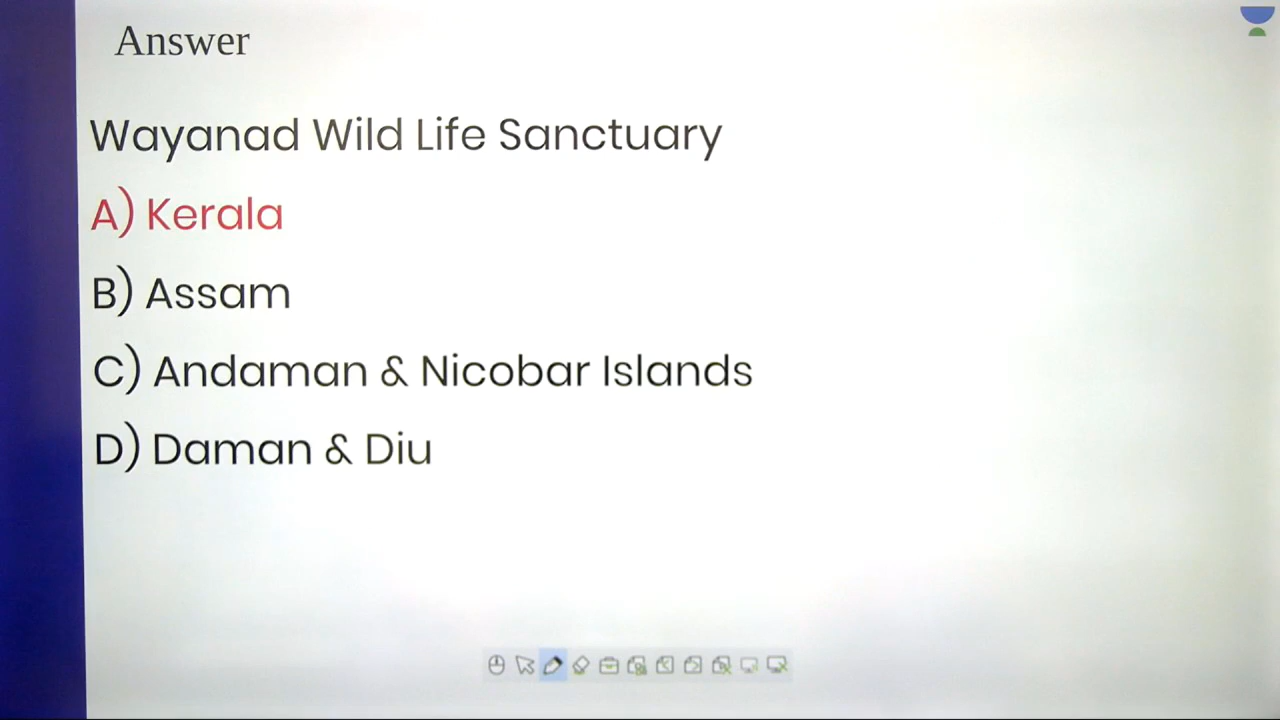 Answer
Wayanad Wild Life Sanctuary
A) Kerala
B) Assam
C) Andaman & Nicobar Islands
D) Daman & Diu